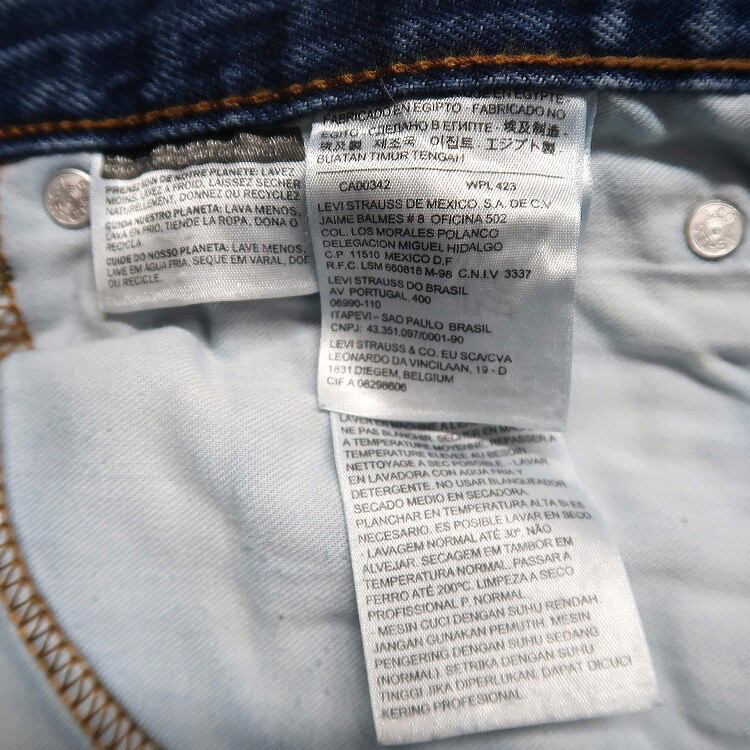 PRENEZ SOIN DE NOTRE PLANETE: LAVEZ
MOINS, LAVEZ A FROID, LAISSEZ SECHER
NATURELLEMENT, DONNEZ OU RECYCLEZ
CUIDA NUESTRO PLANETA: LAVA MENOS,
LAVA EN FRIO, TIENDE LA ROPA, DONA O
RECICLA
CUIDE DO NOSSO PLANETA: LAVE MENOS,
LAVE EM AGUA FRIA, SEQUE EM VARAL, DOE
OU RECICLE
EN EGYPTE
FABRICADO EN EGIPTO · FABRICADO NO
EGITO · СДЕЛАНО В ЕГИПТЕ · 埃及制造 ·
埃及製 제조국 이집트 エジプト製
BUATAN TIMUR TENGAH
CA00342 WPL 423
LEVI STRAUSS DE MEXICO, S.A. DE C.V
JAIME BALMES # 8 OFICINA 502
COL. LOS MORALES POLANCO
DELEGACION MIGUEL HIDALGO
C.P 11510 MEXICO D.F
R.F.C. LSM 660818 M-98 C.N.I.V 3337
LEVI STRAUSS DO BRASIL
AV PORTUGAL, 400
06990-110
ITAPEVI - SAO PAULO BRASIL
CNPJ: 43.351.097/0001-90
LEVI STRAUSS & CO. EU SCA/CVA
LEONARDO DA VINCILAAN, 19 - D
1831 DIEGEM, BELGIUM
CIF A 08298606
NE PAS BLANCHIR. SECHER EN
A TEMPERATURE MOYENNE. REPASSER A
TEMPERATURE ELEVEE AU BESOIN.
NETTOYAGE A SEC POSSIBLE. · LAVAR
EN LAVADORA CON AGUA FRIA Y
DETERGENTE. NO USAR BLANQUEADOR.
SECADO MEDIO EN SECADORA.
PLANCHAR EN TEMPERATURA ALTA SI ES
NECESARIO. ES POSIBLE LAVAR EN SECO.
· LAVAGEM NORMAL ATÉ 30°. NÃO
ALVEJAR. SECAGEM EM TAMBOR EM
TEMPERATURA NORMAL. PASSAR A
FERRO ATÉ 200°C. LIMPEZA A SECO
PROFISSIONAL P. NORMAL
· MESIN CUCI DENGAN SUHU RENDAH
JANGAN GUNAKAN PEMUTIH. MESIN
PENGERING DENGAN SUHU SEDANG
(NORMAL). SETRIKA DENGAN SUHU
TINGGI JIKA DIPERLUKAN. DAPAT DICUCI
KERING PROFESIONAL